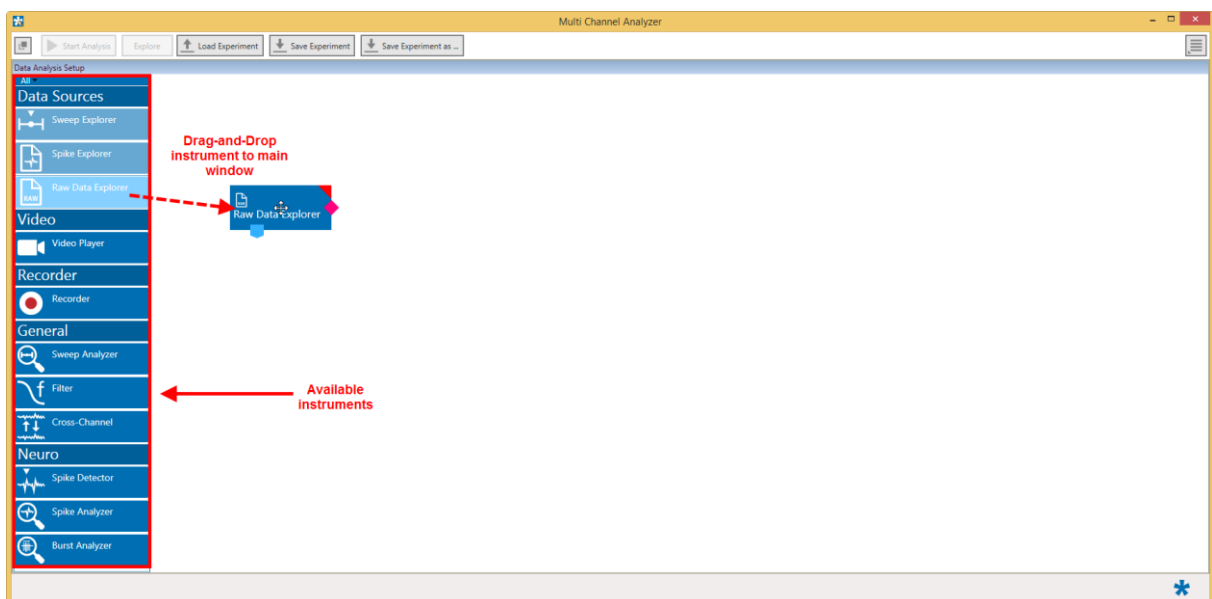 Multi Channel Analyzer
Start Analysis
Explore
Load Experiment
Save Experiment
Save Experiment as ...
Data Analysis Setup
All
Data Sources
Sweep Explorer
Spike Explorer
RAW
Raw Data Explorer
Video
Video Player
Recorder
Recorder
General
Sweep Analyzer
f
Filter
Cross-Channel
Neuro
Spike Detector
Spike Analyzer
Burst Analyzer
Drag-and-Drop
instrument to main
window
Raw Data Explorer
Available
instruments